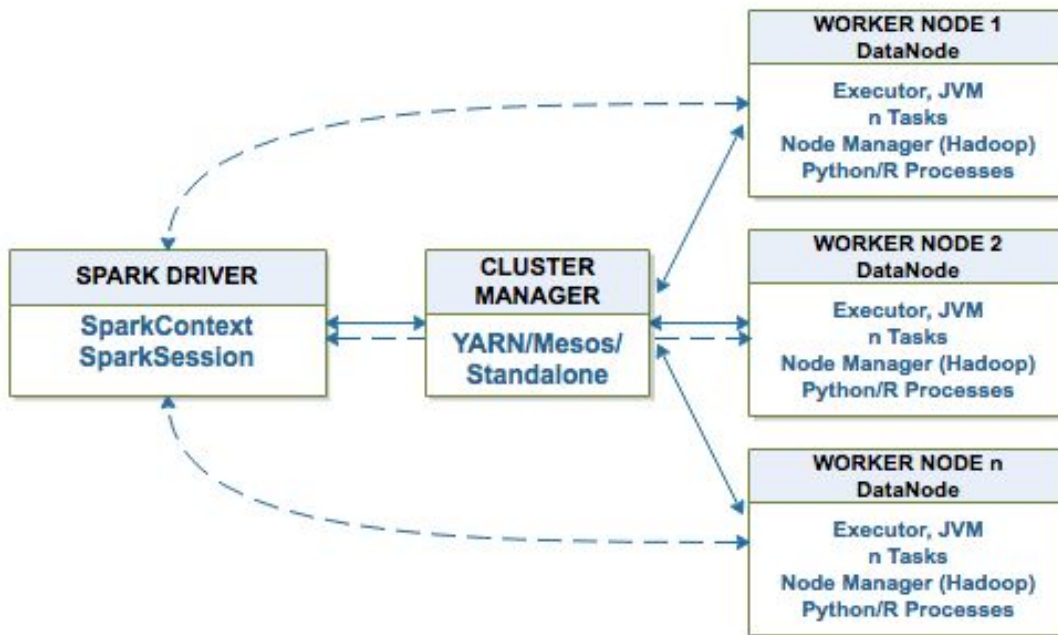 WORKER NODE 1
DataNode
Executor, JVM
n Tasks
Node Manager (Hadoop)
Python/R Processes
SPARK DRIVER
SparkContext
SparkSession
CLUSTER
MANAGER
YARN/Mesos/
Standalone
WORKER NODE 2
DataNode
Executor, JVM
n Tasks
Node Manager (Hadoop)
Python/R Processes
WORKER NODE n
DataNode
Executor, JVM
n Tasks
Node Manager (Hadoop)
Python/R Processes